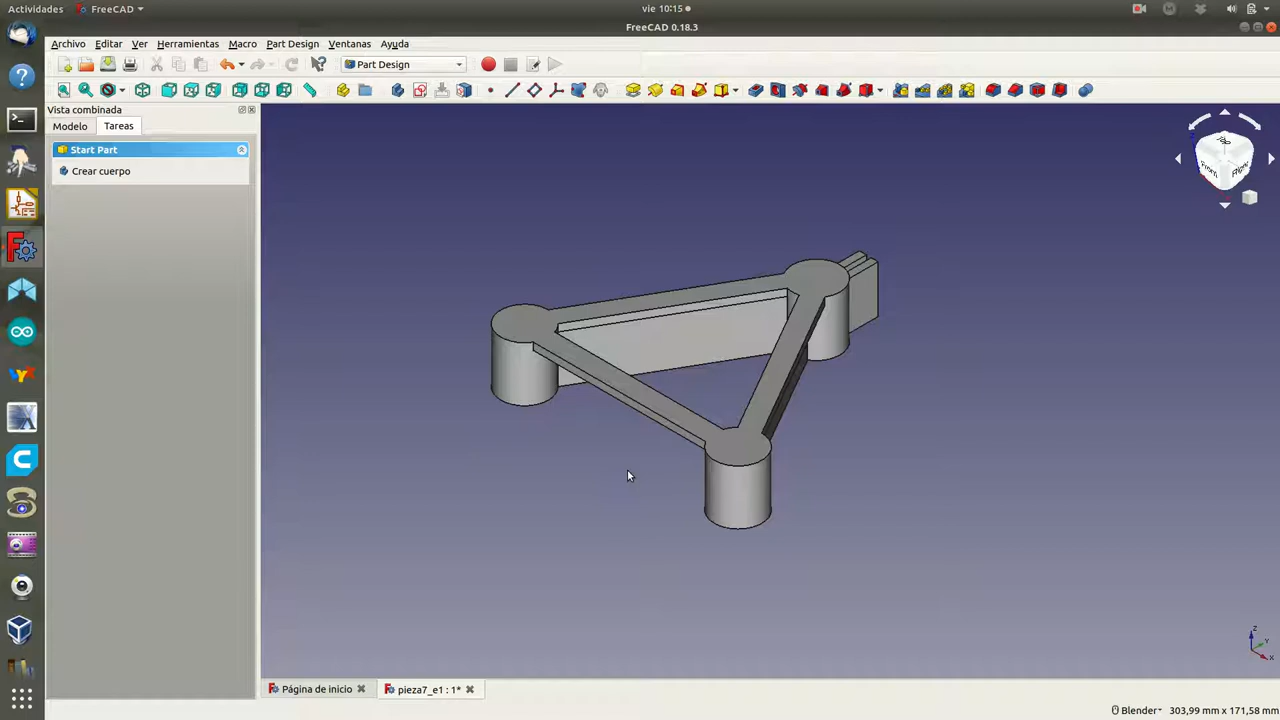 Actividades FreeCAD vie 10:15
FreeCAD 0.18.3
Archivo Editar Ver Herramientas Macro Part Design Ventanas Ayuda
Part Design
Vista combinada
Modelo Tareas
Start Part
Crear cuerpo
Página de inicio pieza7_e1 : 1*
Blender 303,99 mm x 171,58 mm